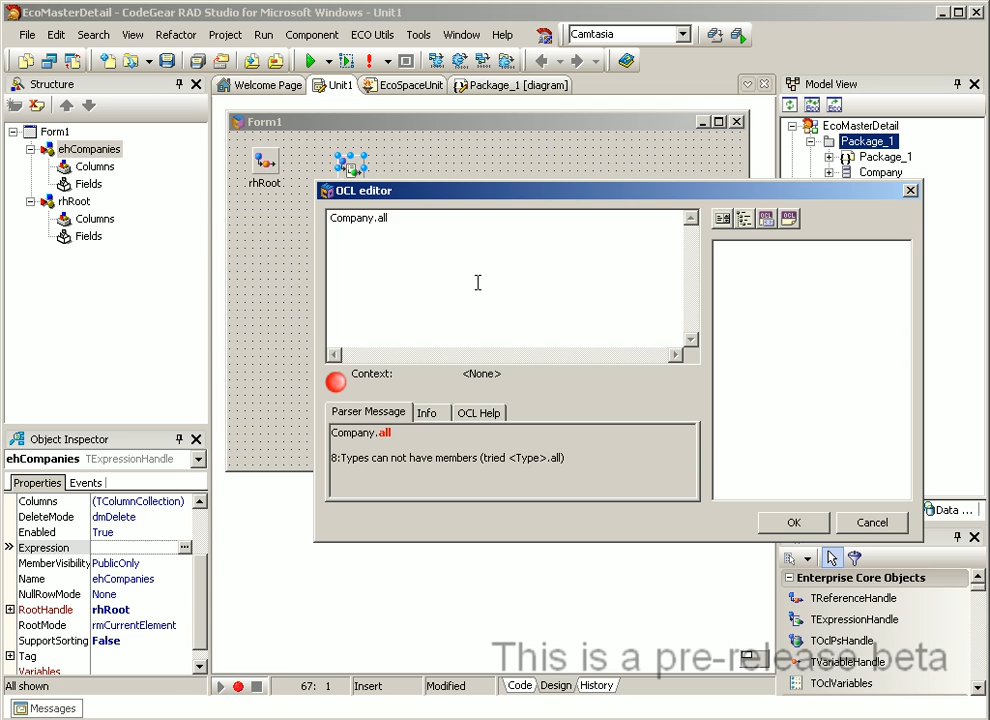 EcoMasterDetail - CodeGear RAD Studio for Microsoft Windows - Unit1
File Edit Search View Refactor Project Run Component ECO Utils Tools Window Help
Camtasia
Structure
Welcome Page Unit1 EcoSpaceUnit Package_1 [diagram]
Model View
Form1
ehCompanies
Columns
Fields
rhRoot
Columns
Fields
Form1
rhRoot
EcoMasterDetail
Package_1
Package_1
Company
OCL editor
Company.all
Context: <None>
Parser Message Info OCL Help
Company.all
8:Types can not have members (tried <Type>.all)
OK Cancel
Object Inspector
ehCompanies TExpressionHandle
Properties Events
Columns (TColumnCollection)
DeleteMode dmDelete
Enabled True
Expression
MemberVisibility PublicOnly
Name ehCompanies
NullRowMode None
RootHandle rhRoot
RootMode rmCurrentElement
SupportSorting False
Tag
Variables
All shown
67: 1 Insert Modified Code Design History
Data ...
Enterprise Core Objects
TReferenceHandle
TExpressionHandle
TOclPsHandle
TVariableHandle
TOclVariables
This is a pre-release beta
Messages